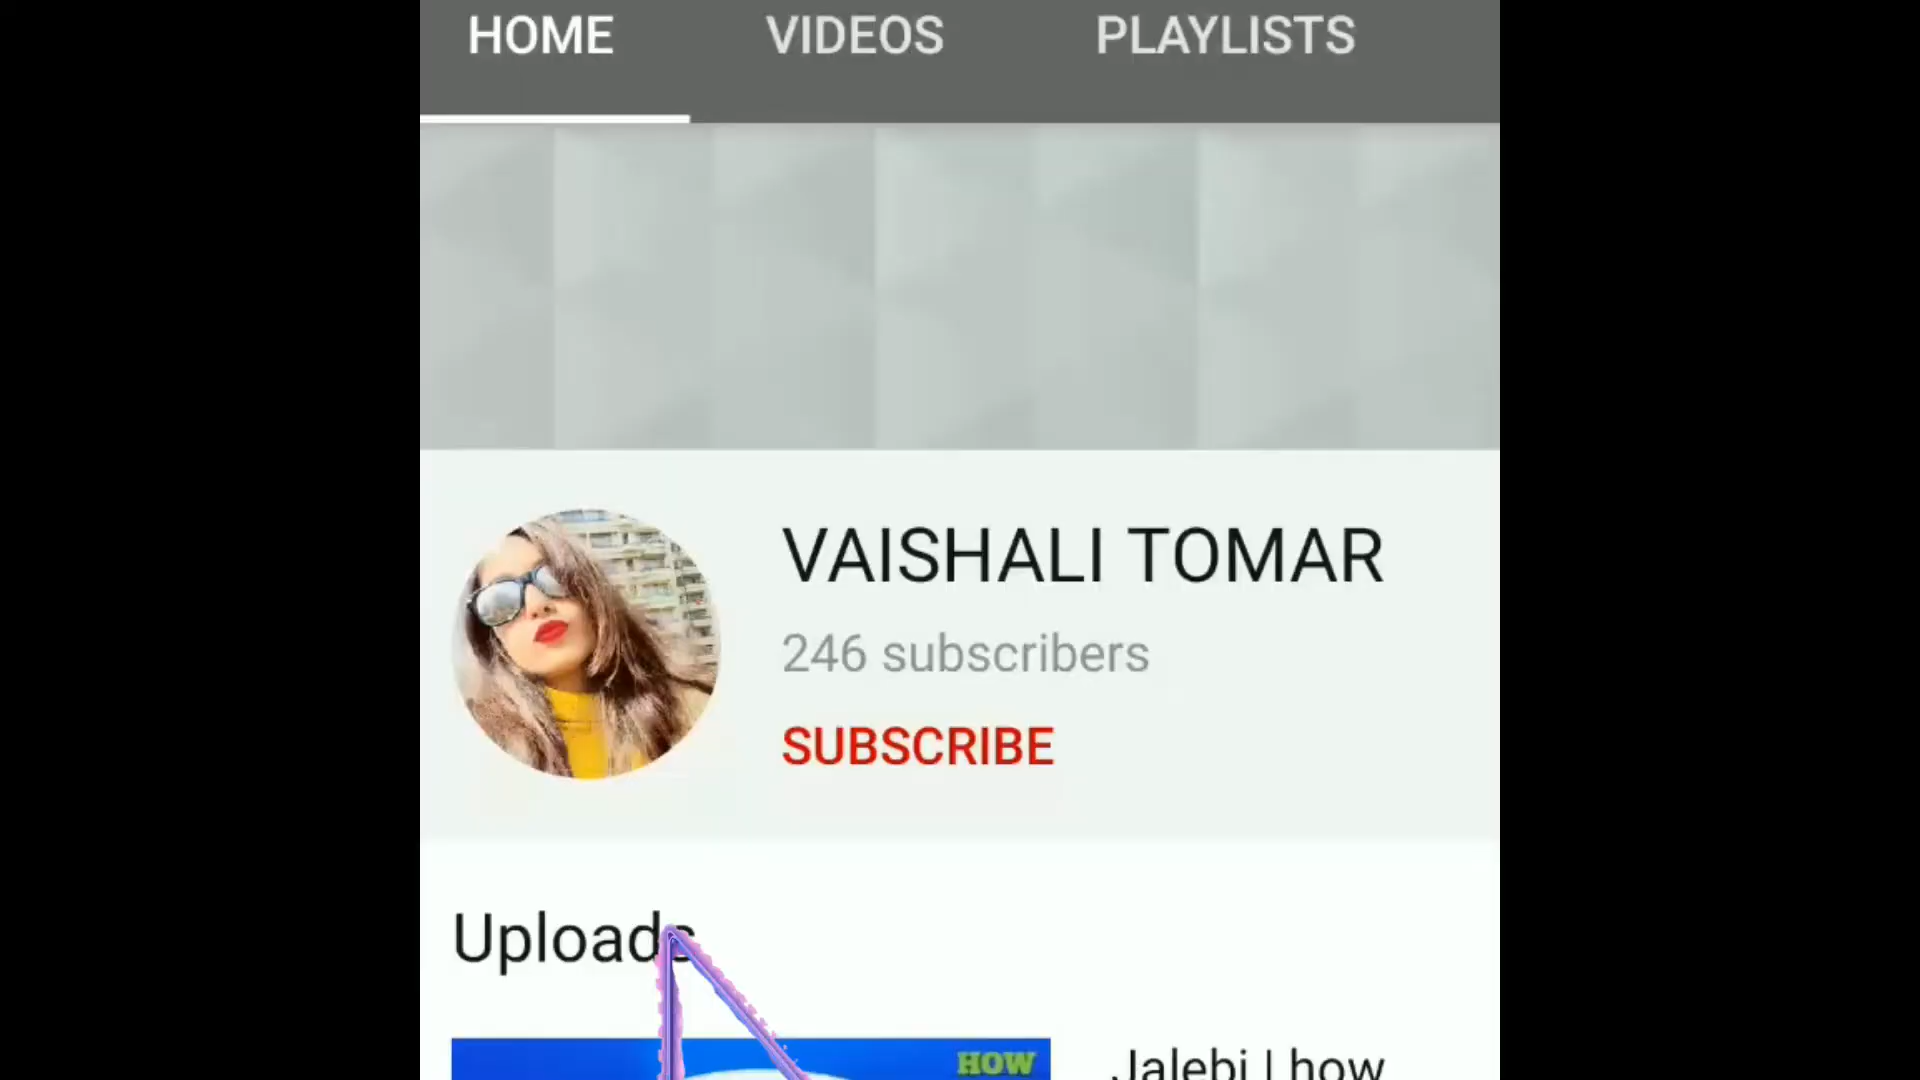 HOME VIDEOS PLAYLISTS
VAISHALI TOMAR
246 subscribers
SUBSCRIBE
Uploads
HOW
Jalebi | how